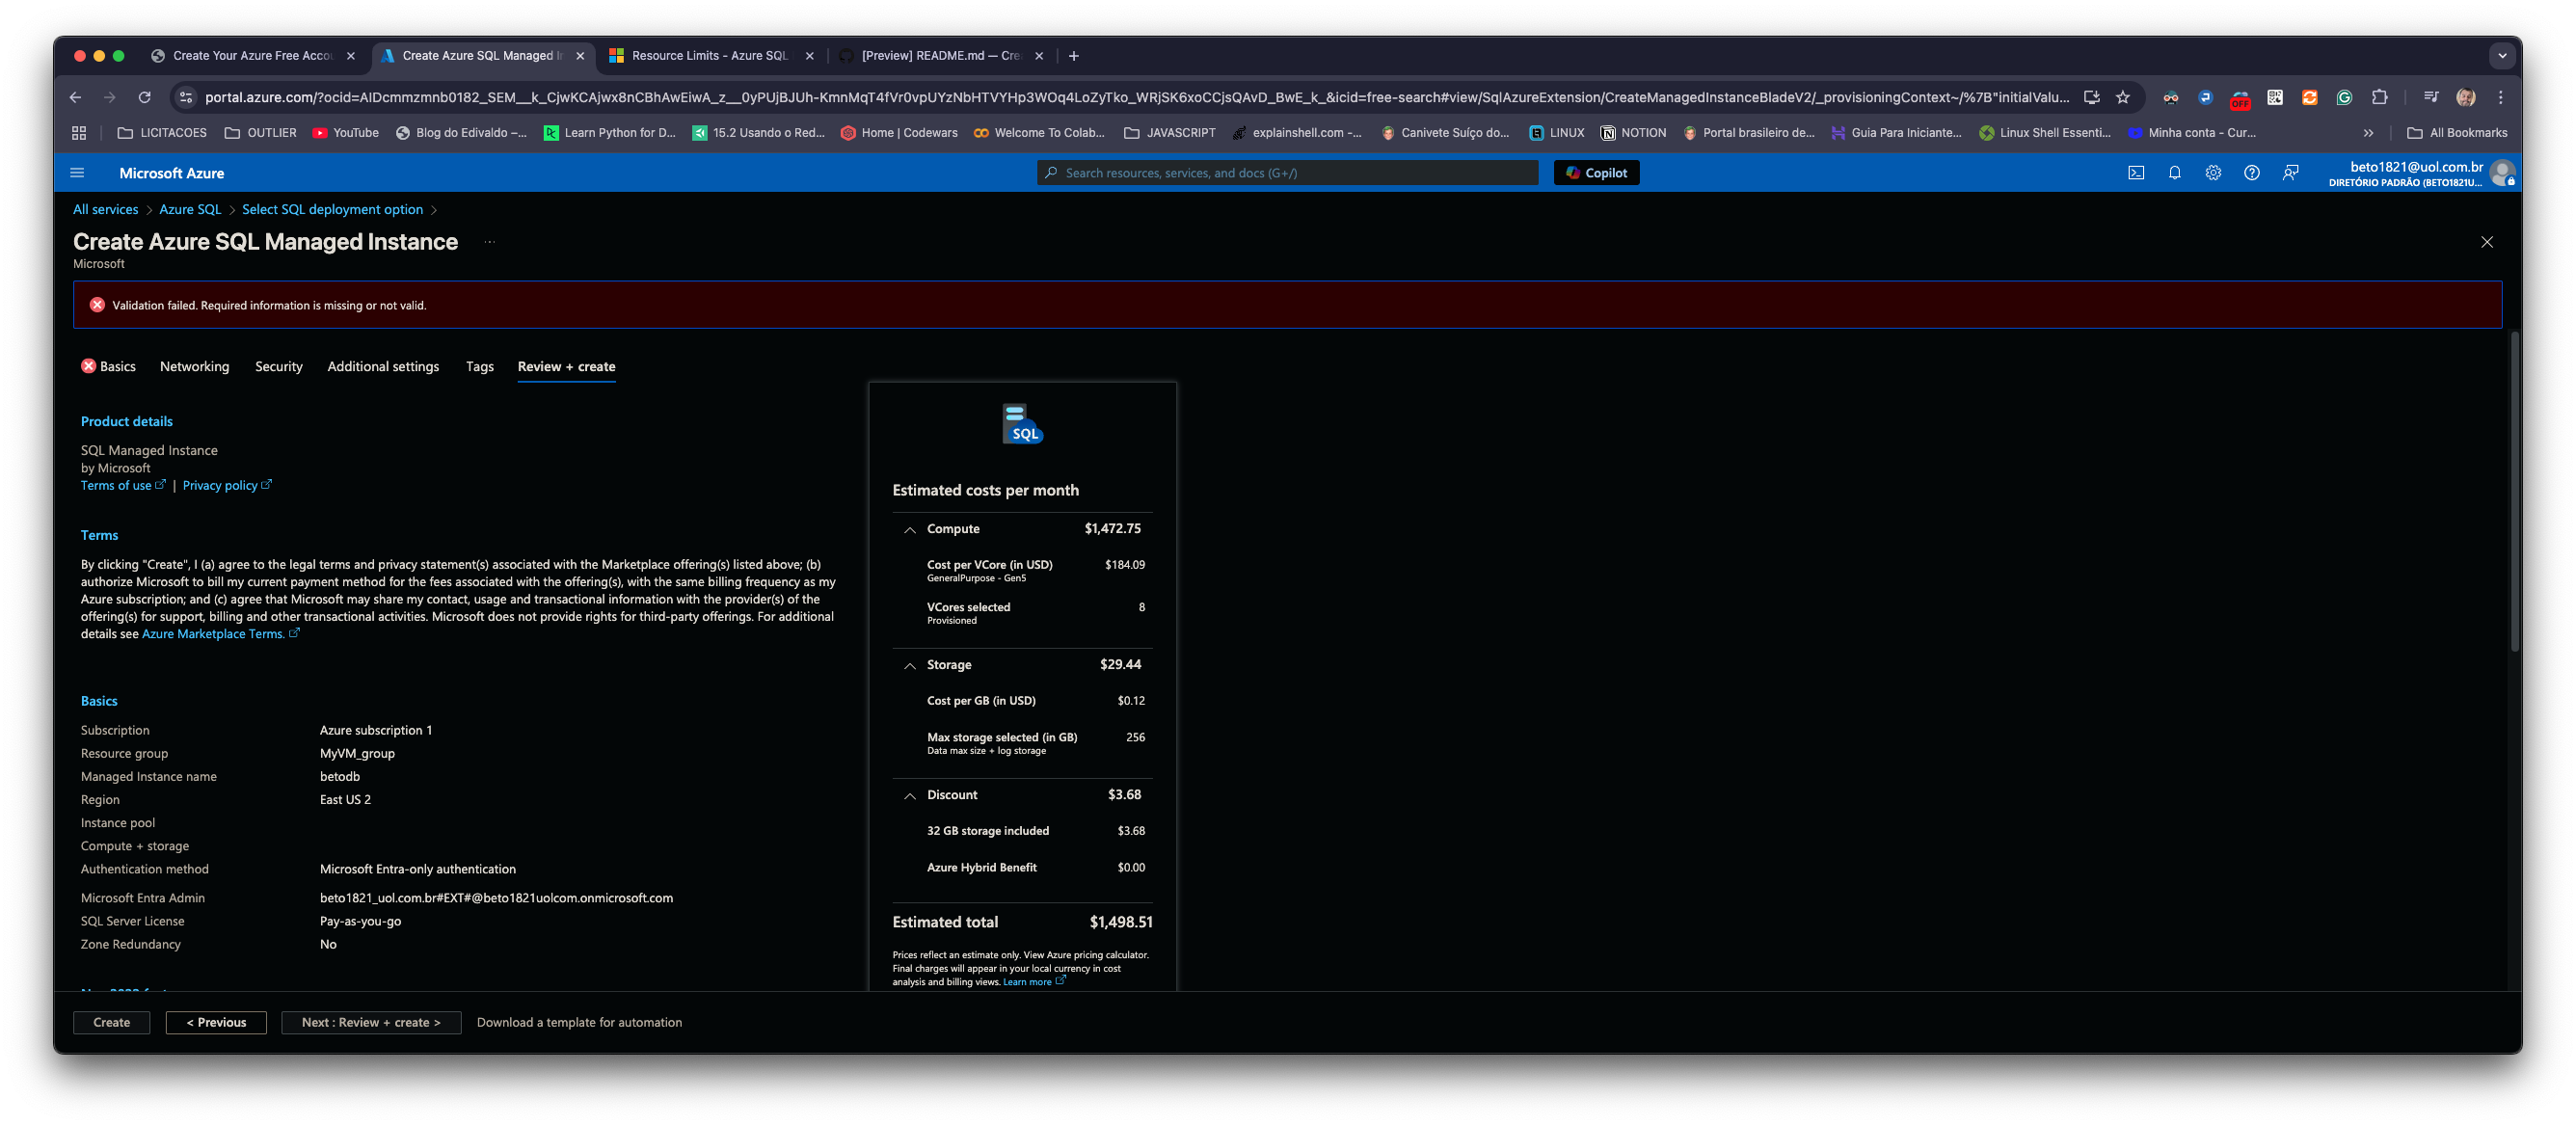 Create Your Azure Free Accou
Create Azure SQL Managed In
Resource Limits - Azure SQL
[Preview] README.md — Cre
portal.azure.com/?ocid=AIDcmmzmnb0182_SEM__k_CjwKCAjwx8nCBhAwEiwA_z__0yPUjBJUh-KmnMqT4fVr0vpUYzNbHTVYHp3WOq4LoZyTko_WRjSK6xoCCjsQAvD_BwE_k_&icid=free-search#view/SqlAzureExtension/CreateManagedInstanceBladeV2/_provisioningContext~/%7B"initialValu...
OFF
LICITACOES
OUTLIER
YouTube
Blog do Edivaldo –...
Learn Python for D...
15.2 Usando o Red...
Home | Codewars
Welcome To Colab...
JAVASCRIPT
explainshell.com -...
Canivete Suíço do...
LINUX
NOTION
Portal brasileiro de...
Guia Para Iniciante...
Linux Shell Essenti...
Minha conta - Cur...
All Bookmarks
Microsoft Azure
Search resources, services, and docs (G+/)
Copilot
beto1821@uol.com.br
DIRETÓRIO PADRÃO (BETO1821U...
All services > Azure SQL > Select SQL deployment option >
Create Azure SQL Managed Instance ...
Microsoft
Validation failed. Required information is missing or not valid.
Basics Networking Security Additional settings Tags Review + create
Product details
SQL Managed Instance
by Microsoft
Terms of use | Privacy policy
Terms
By clicking "Create", I (a) agree to the legal terms and privacy statement(s) associated with the Marketplace offering(s) listed above; (b)
authorize Microsoft to bill my current payment method for the fees associated with the offering(s), with the same billing frequency as my
Azure subscription; and (c) agree that Microsoft may share my contact, usage and transactional information with the provider(s) of the
offering(s) for support, billing and other transactional activities. Microsoft does not provide rights for third-party offerings. For additional
details see Azure Marketplace Terms.
Basics
Subscription Azure subscription 1
Resource group MyVM_group
Managed Instance name betodb
Region East US 2
Instance pool
Compute + storage
Authentication method Microsoft Entra-only authentication
Microsoft Entra Admin beto1821_uol.com.br#EXT#@beto1821uolcom.onmicrosoft.com
SQL Server License Pay-as-you-go
Zone Redundancy No
SQL
Estimated costs per month
Compute $1,472.75
Cost per VCore (in USD) $184.09
GeneralPurpose - Gen5
VCores selected 8
Provisioned
Storage $29.44
Cost per GB (in USD) $0.12
Max storage selected (in GB) 256
Data max size + log storage
Discount $3.68
32 GB storage included $3.68
Azure Hybrid Benefit $0.00
Estimated total $1,498.51
Prices reflect an estimate only. View Azure pricing calculator.
Final charges will appear in your local currency in cost
analysis and billing views. Learn more
Create
< Previous
Next : Review + create >
Download a template for automation